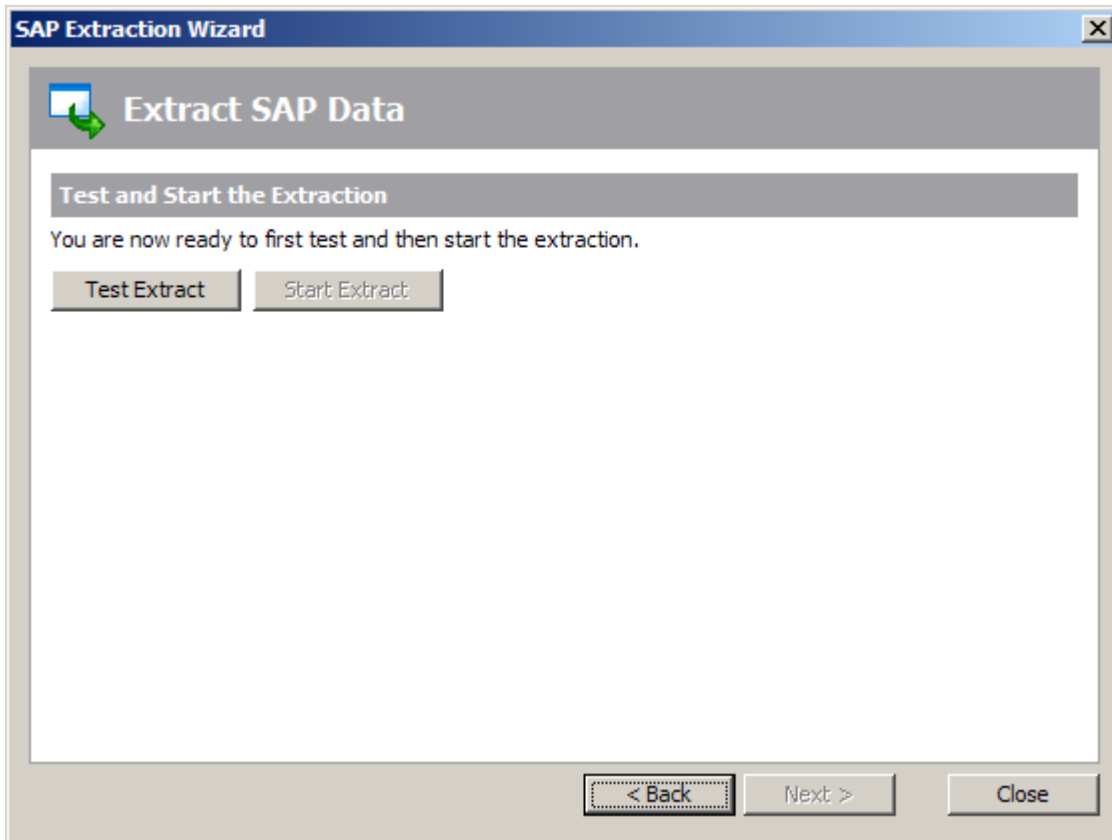 SAP Extraction Wizard
Extract SAP Data
Test and Start the Extraction
You are now ready to first test and then start the extraction.
Test Extract Start Extract
< Back Next > Close